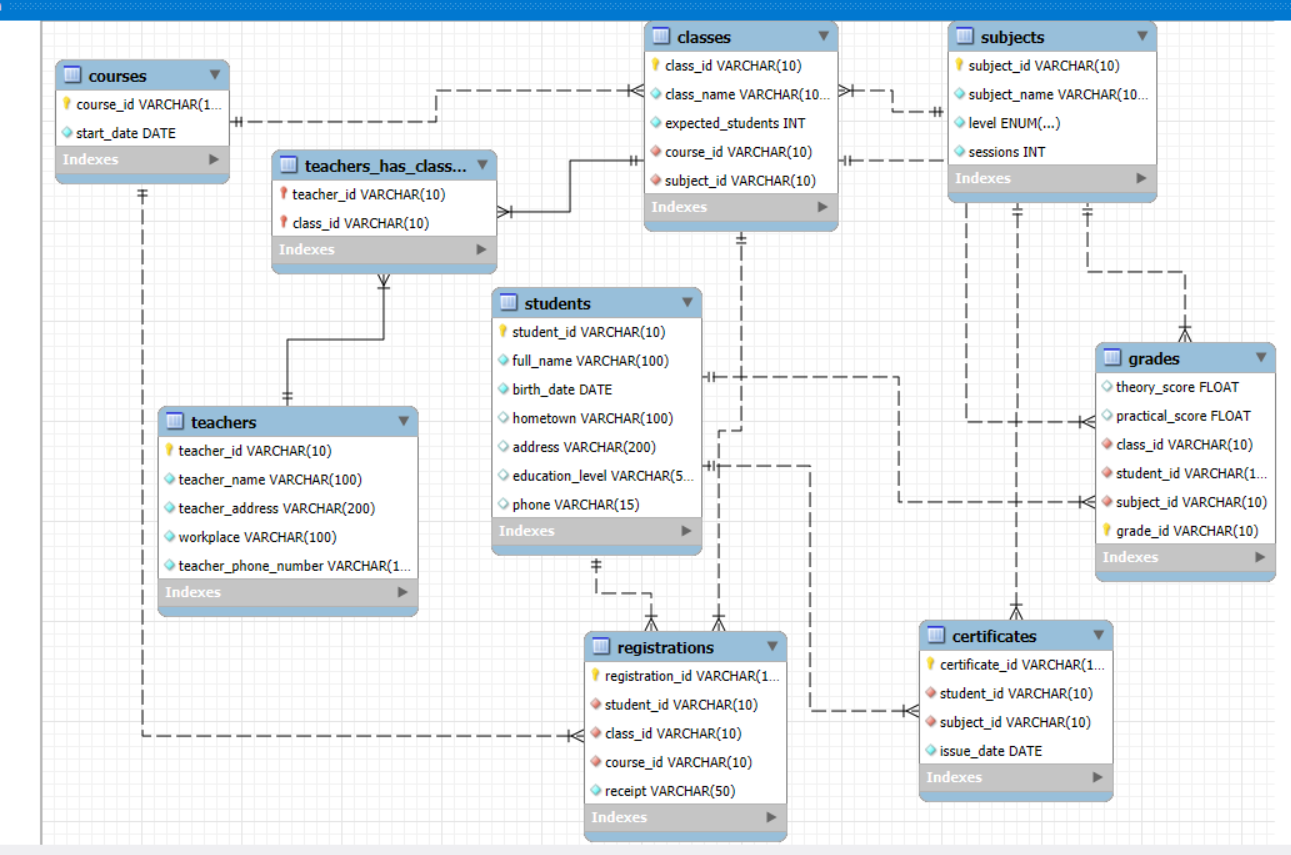 courses
course_id VARCHAR(1...
start_date DATE
Indexes
teachers_has_class...
teacher_id VARCHAR(10)
class_id VARCHAR(10)
Indexes
classes
class_id VARCHAR(10)
class_name VARCHAR(10...
expected_students INT
course_id VARCHAR(10)
subject_id VARCHAR(10)
Indexes
subjects
subject_id VARCHAR(10)
subject_name VARCHAR(10...
level ENUM(...)
sessions INT
Indexes
students
student_id VARCHAR(10)
full_name VARCHAR(100)
birth_date DATE
hometown VARCHAR(100)
address VARCHAR(200)
education_level VARCHAR(5...
phone VARCHAR(15)
Indexes
grades
theory_score FLOAT
practical_score FLOAT
class_id VARCHAR(10)
student_id VARCHAR(1...
subject_id VARCHAR(10)
grade_id VARCHAR(10)
Indexes
teachers
teacher_id VARCHAR(10)
teacher_name VARCHAR(100)
teacher_address VARCHAR(200)
workplace VARCHAR(100)
teacher_phone_number VARCHAR(1...
Indexes
registrations
registration_id VARCHAR(1...
student_id VARCHAR(10)
class_id VARCHAR(10)
course_id VARCHAR(10)
receipt VARCHAR(50)
Indexes
certificates
certificate_id VARCHAR(1...
student_id VARCHAR(10)
subject_id VARCHAR(10)
issue_date DATE
Indexes